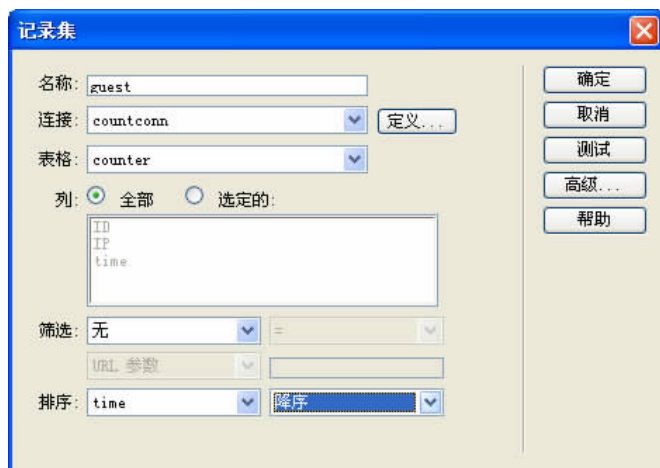 记录集
名称: guest
连接: countconn 定义...
表格: counter
列: 全部 选定的:
ID
IP
time
筛选: 无 =
URL 参数
排序: time 降序
确定
取消
测试
高级...
帮助